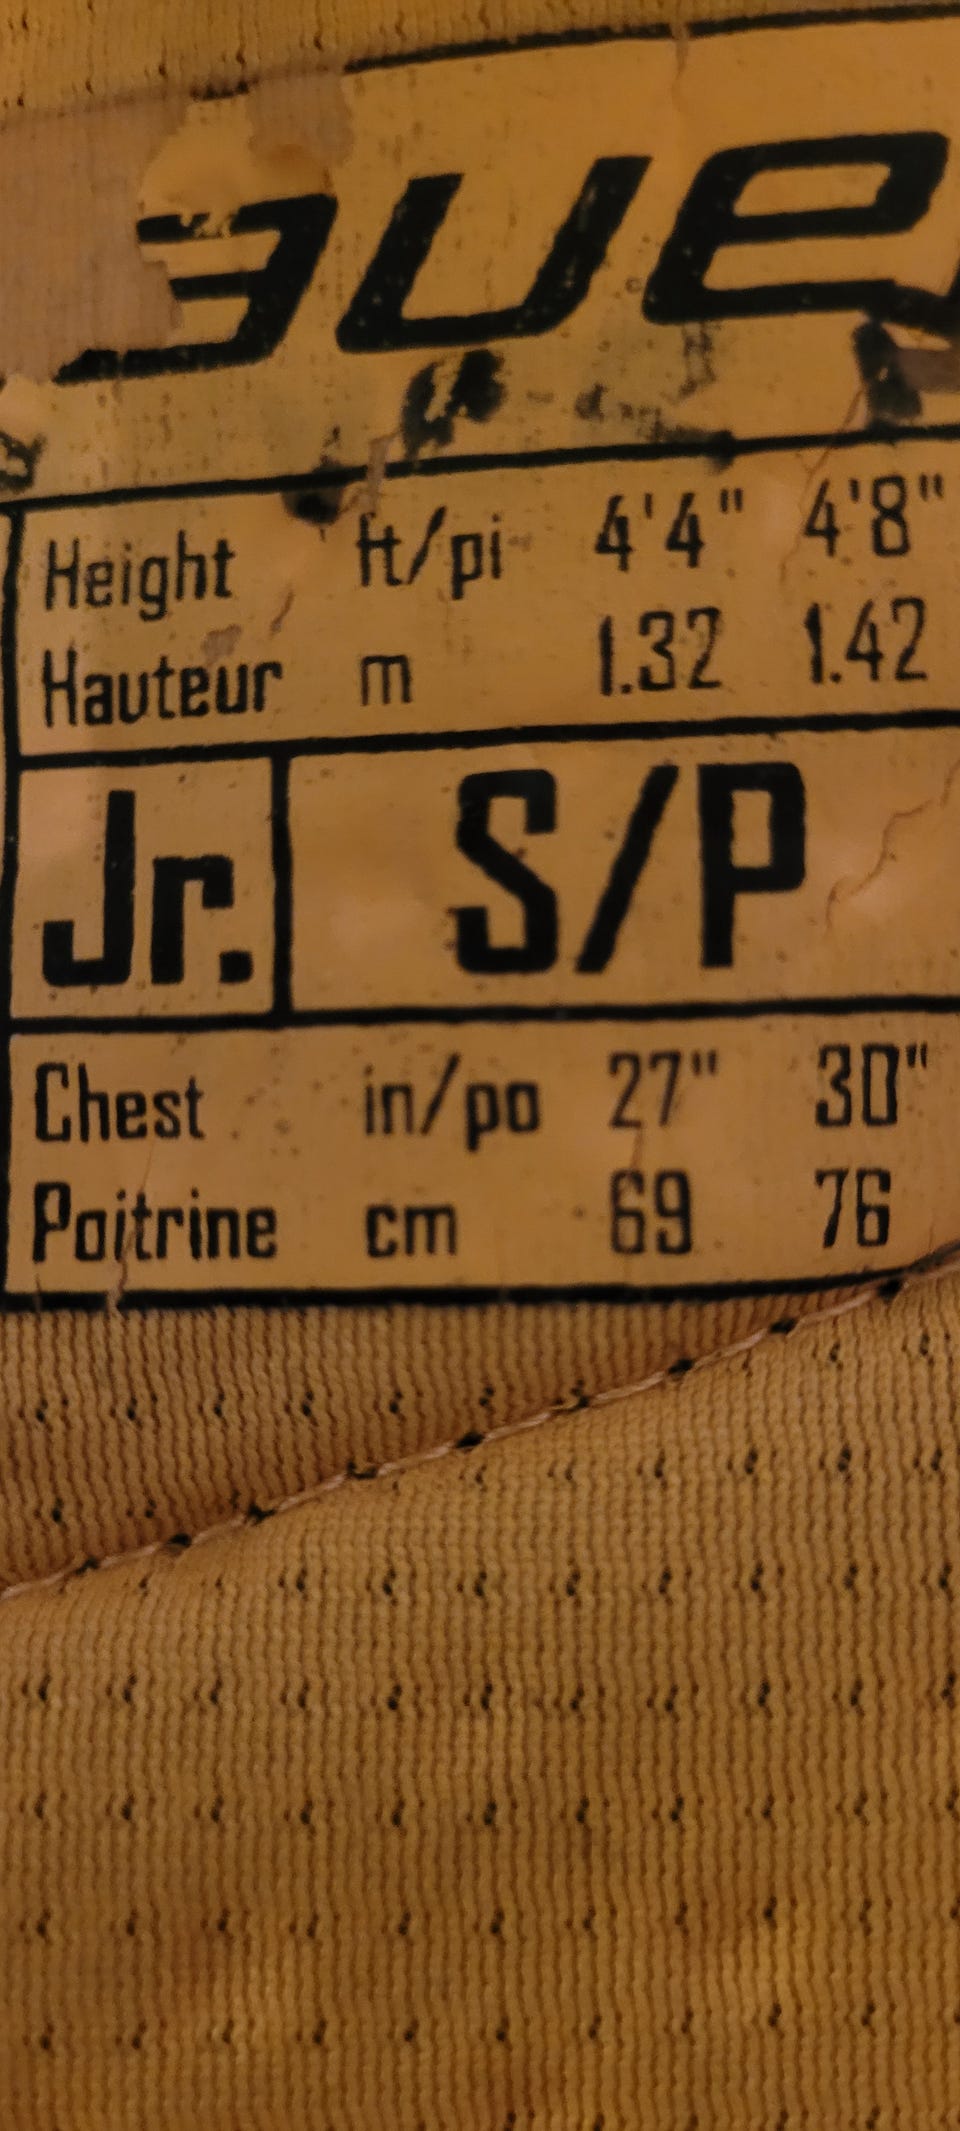 Height ft/pi 4'4" 4'8"
Hauteur m 1.32 1.42
Jr. S/P
Chest in/po 27" 30"
Poitrine cm 69 76